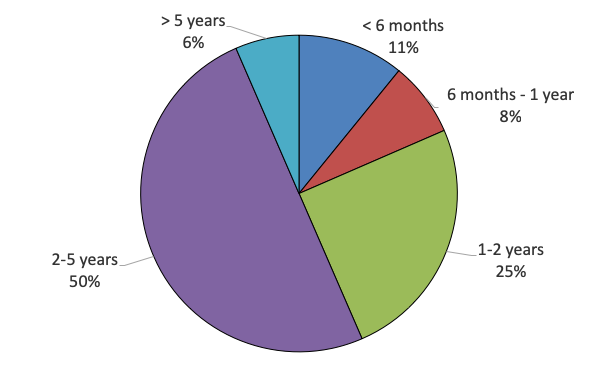 > 5 years
6%
< 6 months
11%
6 months - 1 year
8%
1-2 years
25%
2-5 years
50%